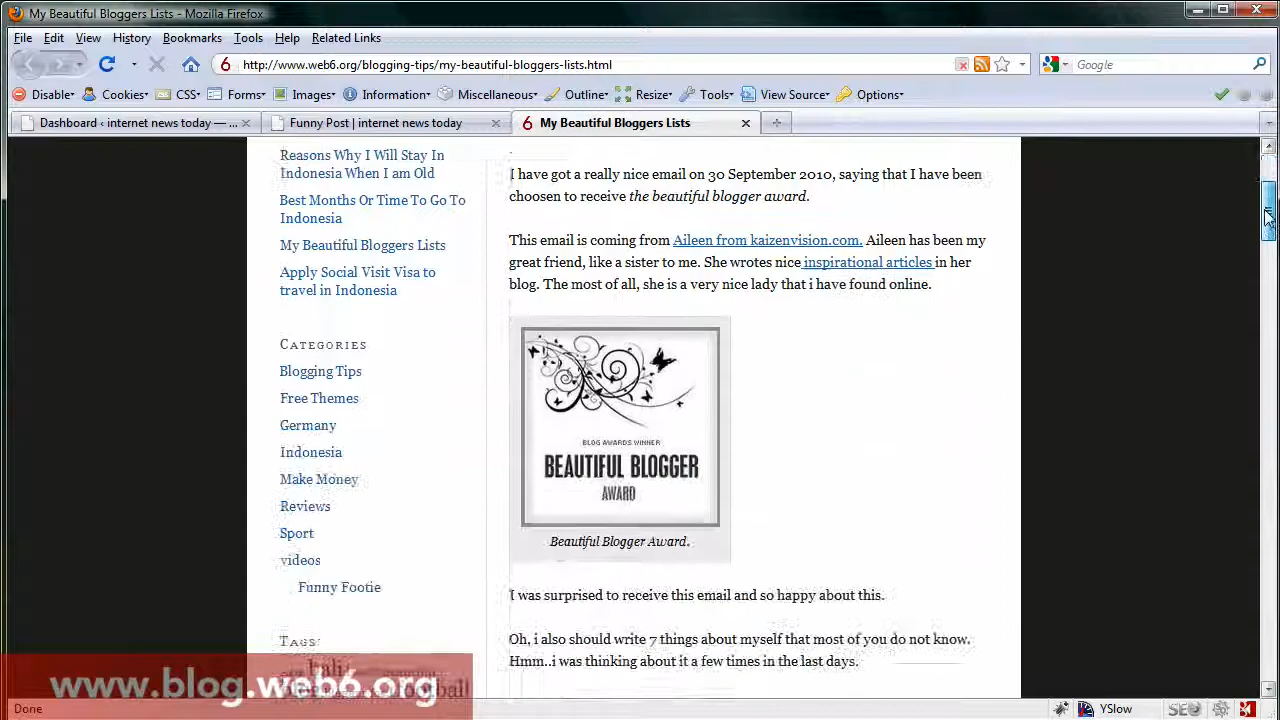 My Beautiful Bloggers Lists - Mozilla Firefox
File Edit View History Bookmarks Tools Help Related Links
6 http://www.web6.org/blogging-tips/my-beautiful-bloggers-lists.html Google
Disable Cookies CSS Forms Images Information Miscellaneous Outline Resize Tools View Source Options
Dashboard ‹ internet news today — ... Funny Post | internet news today 6 My Beautiful Bloggers Lists
Reasons Why I Will Stay In
Indonesia When I am Old
Best Months Or Time To Go To
Indonesia
My Beautiful Bloggers Lists
Apply Social Visit Visa to
travel in Indonesia
Categories
Blogging Tips
Free Themes
Germany
Indonesia
Make Money
Reviews
Sport
videos
Funny Footie
Tags:
bali
football
I have got a really nice email on 30 September 2010, saying that I have been
choosen to receive the beautiful blogger award.
This email is coming from Aileen from kaizenvision.com. Aileen has been my
great friend, like a sister to me. She wrotes nice inspirational articles in her
blog. The most of all, she is a very nice lady that i have found online.
BLOG AWARDS WINNER
BEAUTIFUL BLOGGER
AWARD
Beautiful Blogger Award.
I was surprised to receive this email and so happy about this.
Oh, i also should write 7 things about myself that most of you do not know.
Hmm..i was thinking about it a few times in the last days.
www.blog.web6.org
Done YSlow SEO